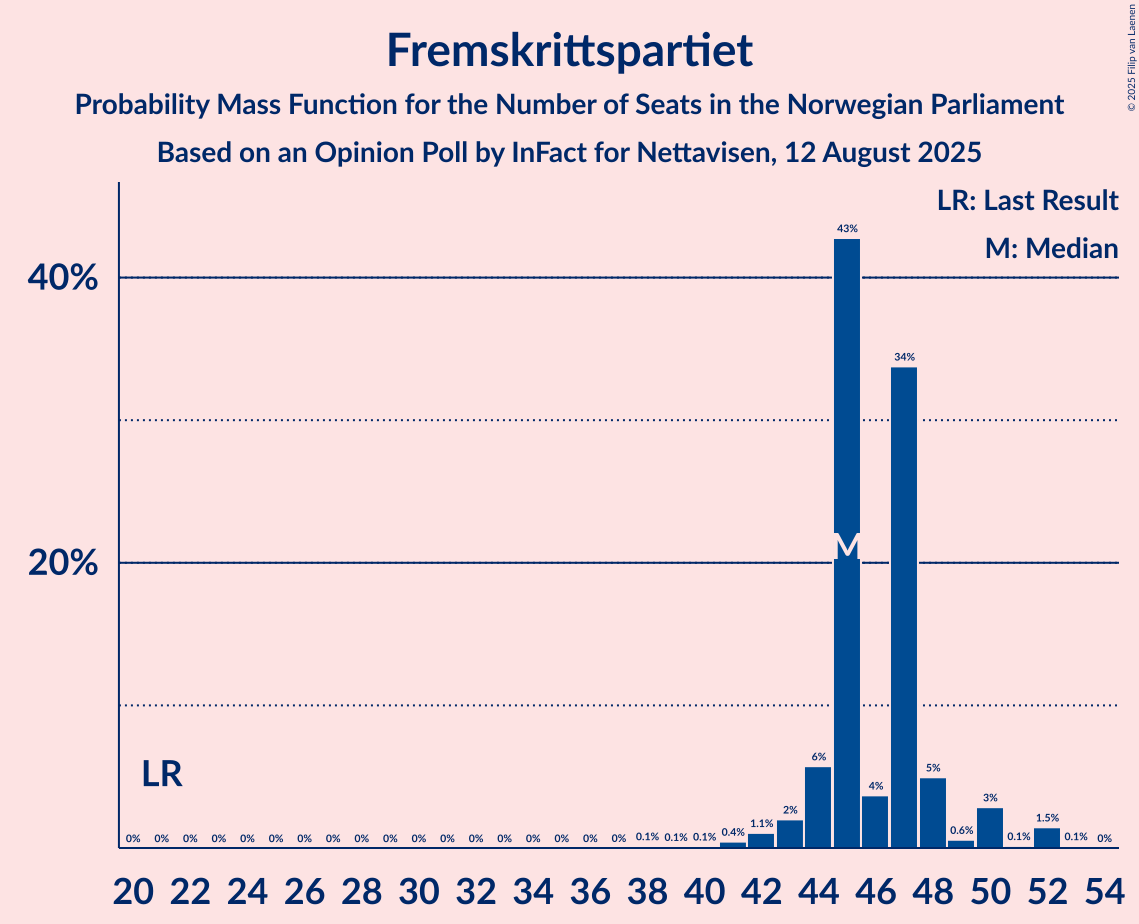 Fremskrittspartiet
Probability Mass Function for the Number of Seats in the Norwegian Parliament
Based on an Opinion Poll by InFact for Nettavisen, 12 August 2025
© 2025 Filip van Laenen
LR: Last Result
M: Median
40%
20%
43%
34%
M
LR
0% 0% 0% 0% 0% 0% 0% 0% 0% 0% 0% 0% 0% 0% 0% 0% 0% 0% 0.1% 0.1% 0.1% 0.4% 1.1% 2% 6% 4% 5% 0.6% 3% 0.1% 1.5% 0.1% 0%
20 22 24 26 28 30 32 34 36 38 40 42 44 46 48 50 52 54